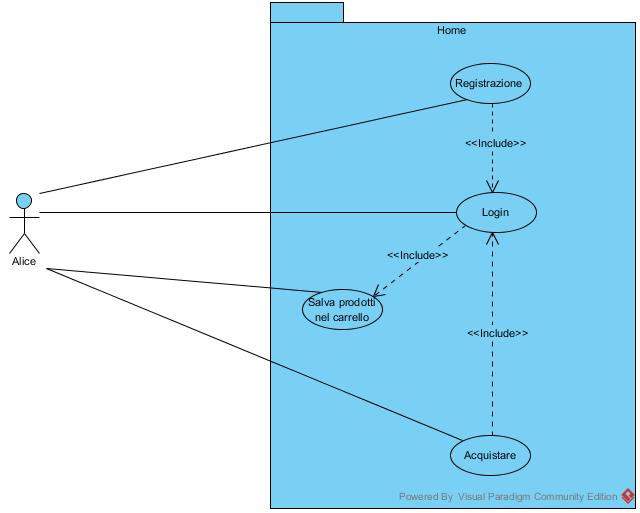 Home
Registrazione
<<Include>>
Login
Alice
<<Include>>
Salva prodotti
nel carrello
<<Include>>
Acquistare
Powered By Visual Paradigm Community Edition